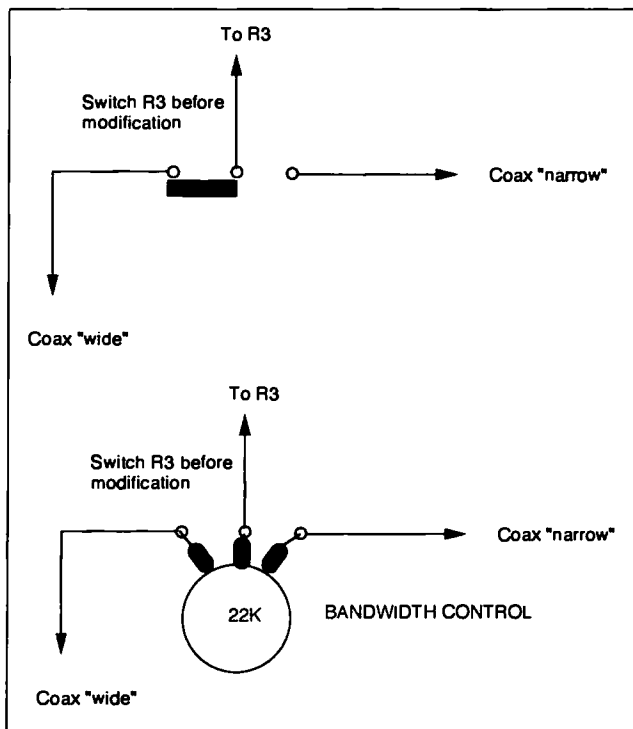 To R3
Switch R3 before
modification
Coax "narrow"
Coax "wide"
To R3
Switch R3 before
modification
Coax "narrow"
22K
BANDWIDTH CONTROL
Coax "wide"